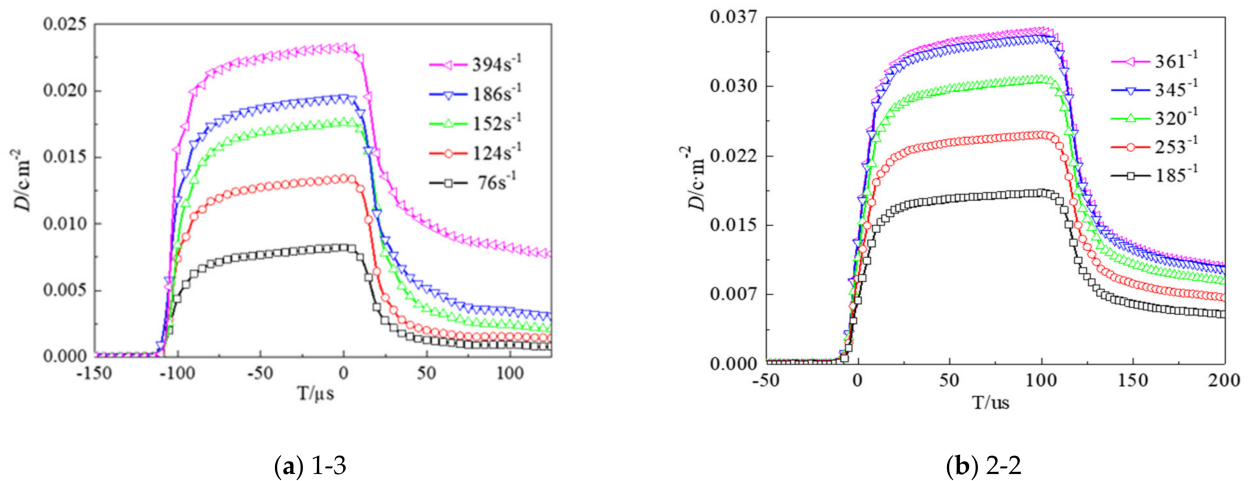 0.025
0.020
0.015
0.010
0.005
0.000
D/c·m⁻²
-150 -100 -50 0 50 100
T/μs
394s⁻¹
186s⁻¹
152s⁻¹
124s⁻¹
76s⁻¹
(a) 1-3
0.037
0.030
0.022
0.015
0.007
0.000
D/c·m⁻²
-50 0 50 100 150 200
T/us
361⁻¹
345⁻¹
320⁻¹
253⁻¹
185⁻¹
(b) 2-2